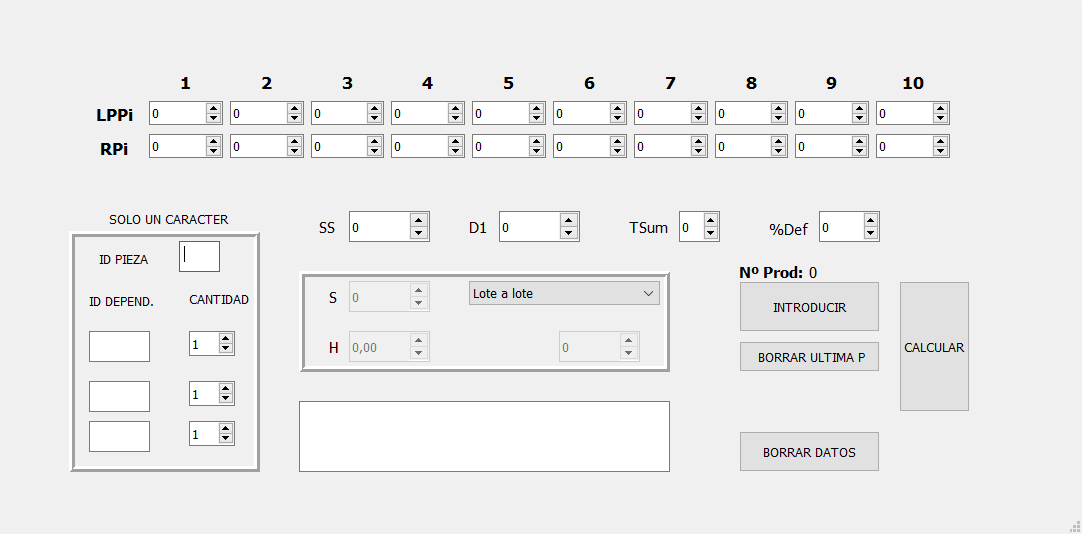 1 2 3 4 5 6 7 8 9 10
LPPi 0 0 0 0 0 0 0 0 0 0
RPi 0 0 0 0 0 0 0 0 0 0
SOLO UN CARACTER
SS 0 D1 0 TSum 0 %Def 0
ID PIEZA
Nº Prod: 0
ID DEPEND. CANTIDAD
S 0 Lote a lote
INTRODUCIR
1
H 0,00 0
BORRAR ULTIMA P
CALCULAR
1
1
BORRAR DATOS